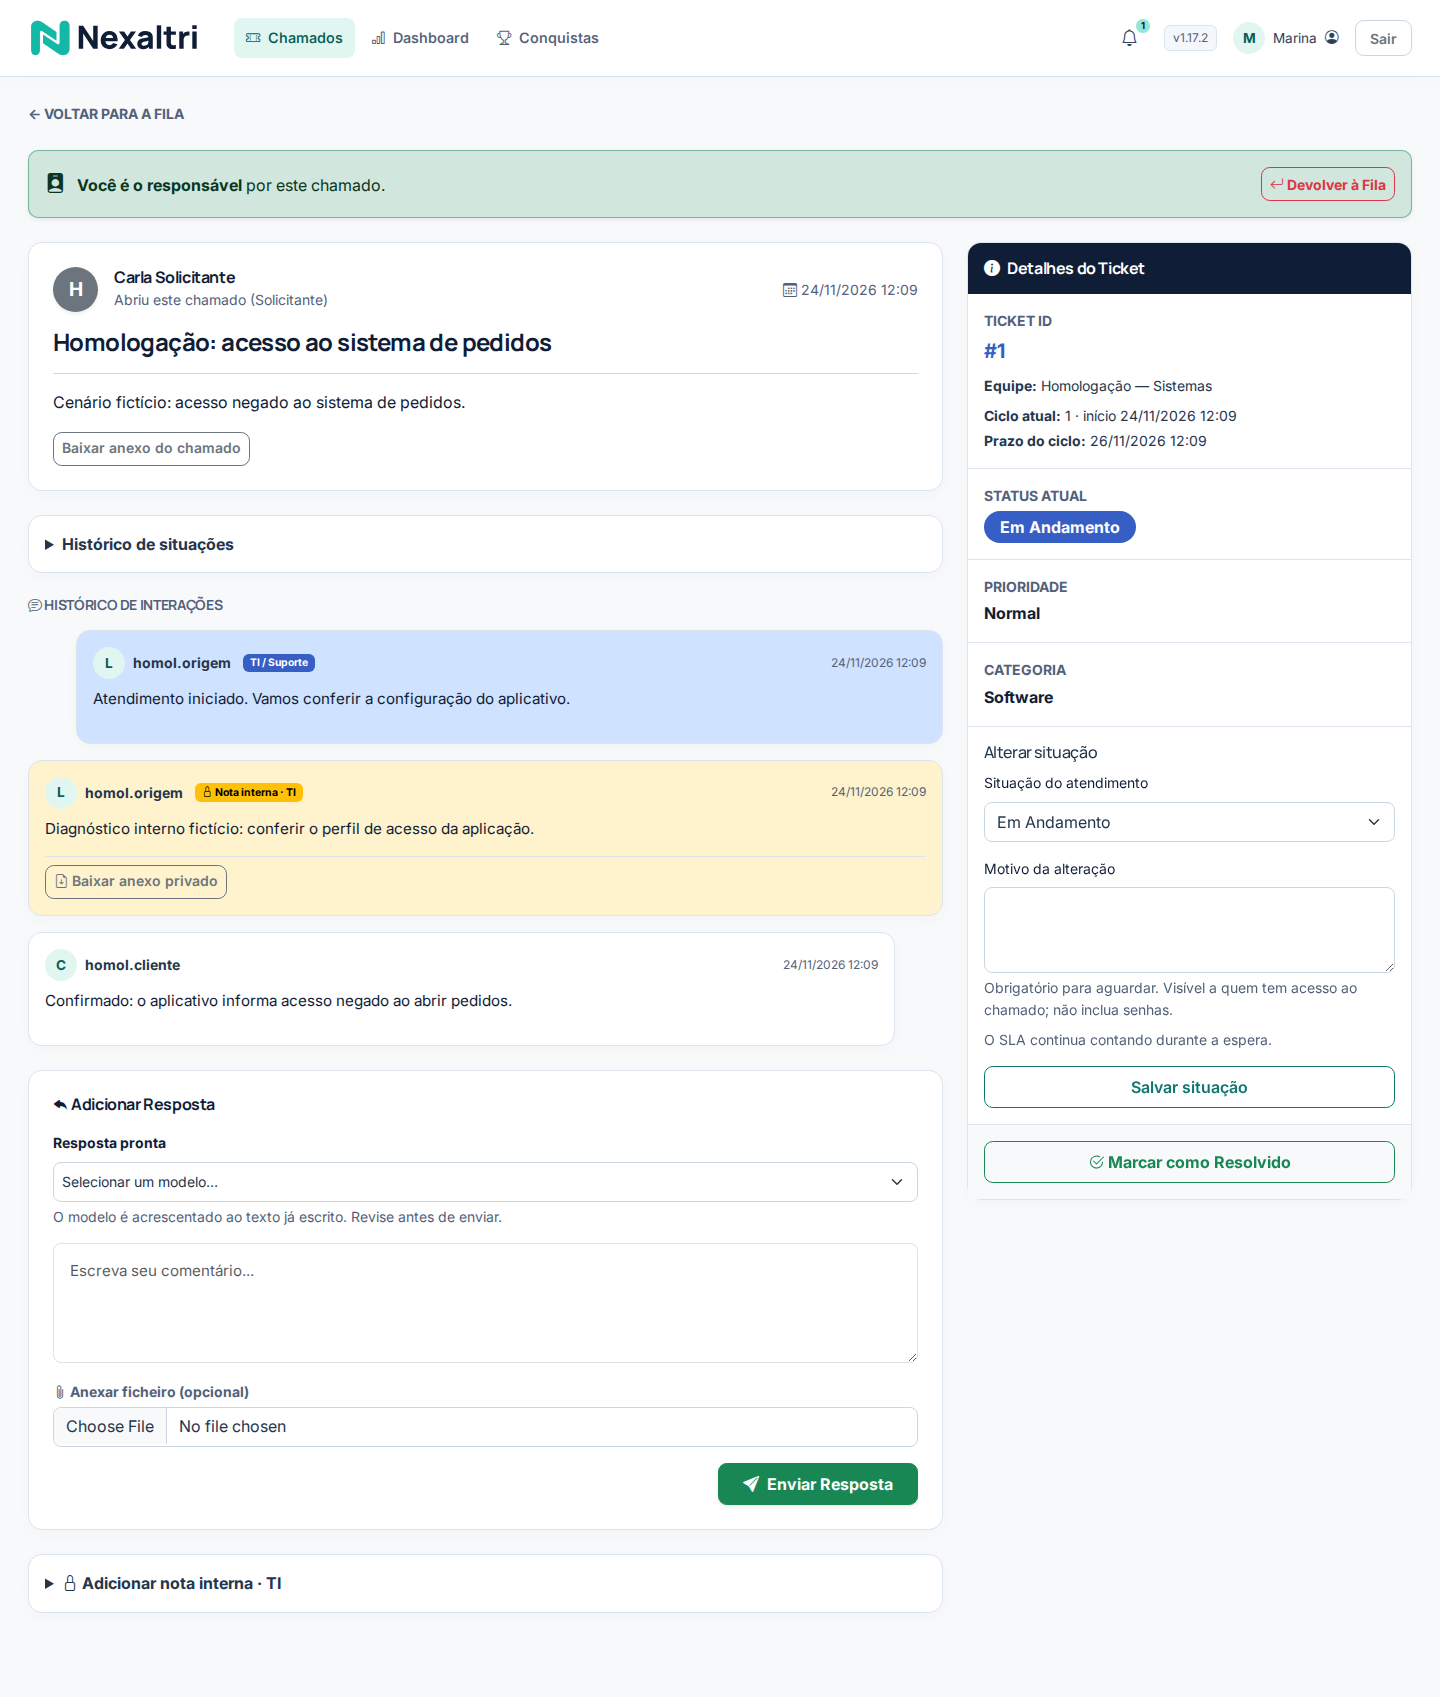 Nexaltri
Chamados
Dashboard
Conquistas
1
v1.17.2
M
Marina
Sair
← VOLTAR PARA A FILA
Você é o responsável por este chamado.
Devolver à Fila
H
Carla Solicitante
Abriu este chamado (Solicitante)
24/11/2026 12:09
Homologação: acesso ao sistema de pedidos
Cenário fictício: acesso negado ao sistema de pedidos.
Baixar anexo do chamado
Histórico de situações
HISTÓRICO DE INTERAÇÕES
L
homol.origem
TI / Suporte
24/11/2026 12:09
Atendimento iniciado. Vamos conferir a configuração do aplicativo.
L
homol.origem
Nota interna · TI
24/11/2026 12:09
Diagnóstico interno fictício: conferir o perfil de acesso da aplicação.
Baixar anexo privado
C
homol.cliente
24/11/2026 12:09
Confirmado: o aplicativo informa acesso negado ao abrir pedidos.
Adicionar Resposta
Resposta pronta
Selecionar um modelo...
O modelo é acrescentado ao texto já escrito. Revise antes de enviar.
Escreva seu comentário...
Anexar ficheiro (opcional)
Choose File
No file chosen
Enviar Resposta
Adicionar nota interna · TI
Detalhes do Ticket
TICKET ID
#1
Equipe: Homologação — Sistemas
Ciclo atual: 1 · início 24/11/2026 12:09
Prazo do ciclo: 26/11/2026 12:09
STATUS ATUAL
Em Andamento
PRIORIDADE
Normal
CATEGORIA
Software
Alterar situação
Situação do atendimento
Em Andamento
Motivo da alteração
Obrigatório para aguardar. Visível a quem tem acesso ao
chamado; não inclua senhas.
O SLA continua contando durante a espera.
Salvar situação
Marcar como Resolvido